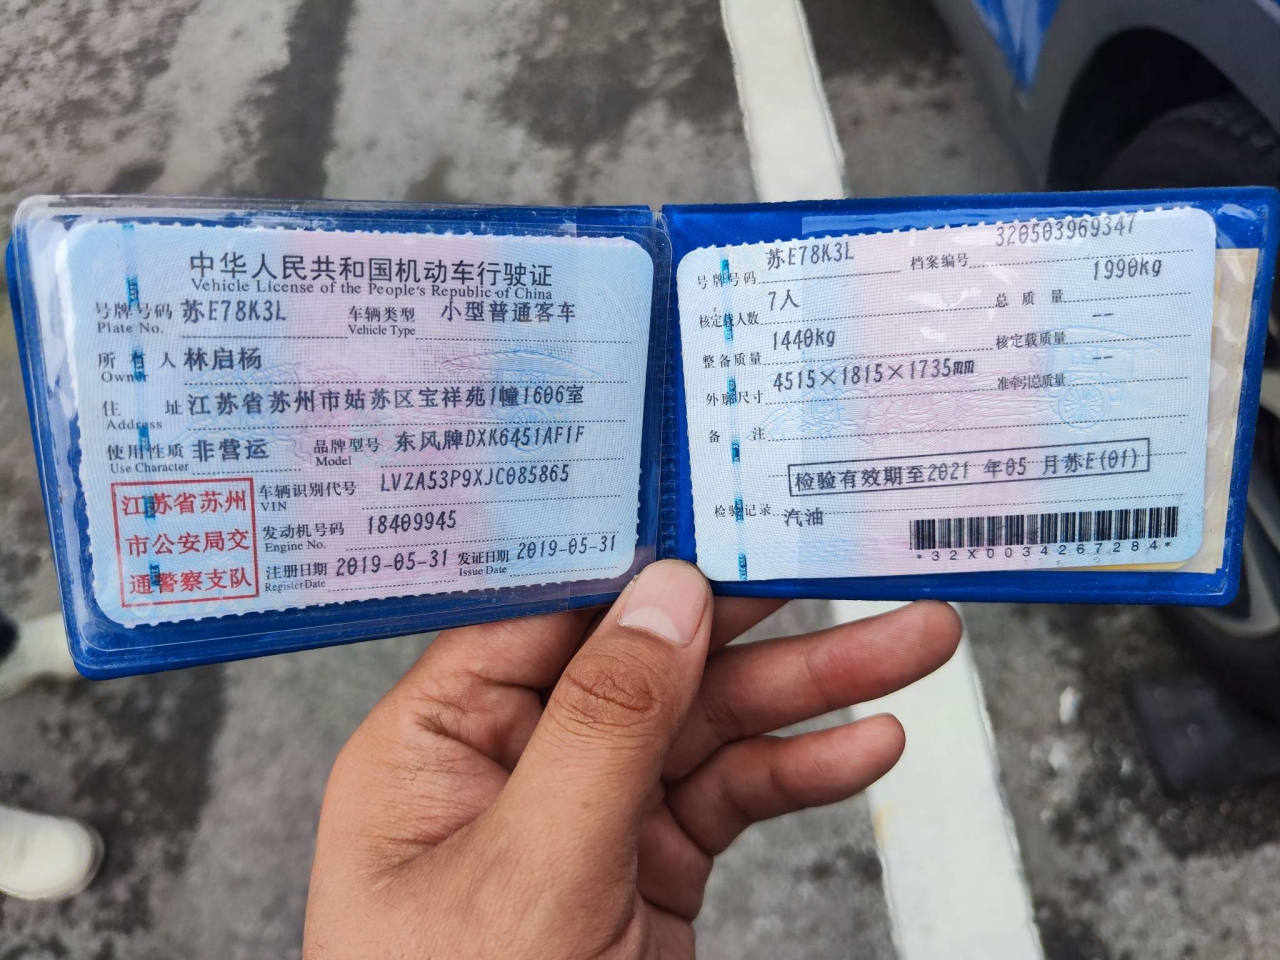 中华人民共和国机动车行驶证
Vehicle License of the People's Republic of China
号牌号码 苏E78K3L 车辆类型 小型普通客车
Plate No. Vehicle Type
所有人 林启杨
Owner
住址 江苏省苏州市姑苏区宝祥苑1幢1606室
Address
使用性质 非营运 品牌型号 东风牌DXK6451AF1F
Use Character Model
江苏省苏州
市公安局交
通警察支队
车辆识别代号 LVZA53P9XJC085865
VIN
发动机号码 18409945
Engine No.
注册日期 2019-05-31 发证日期 2019-05-31
Register Date Issue Date
号牌号码 苏E78K3L 档案编号 320503969347
核定载人数 7人 总质量 1990kg
整备质量 1440kg 核定载质量 --
外廓尺寸 4515×1815×1735mm 准牵引总质量 --
备注
检验有效期至2021 年05 月苏E(01)
检验记录 汽油
*32X0034267284*